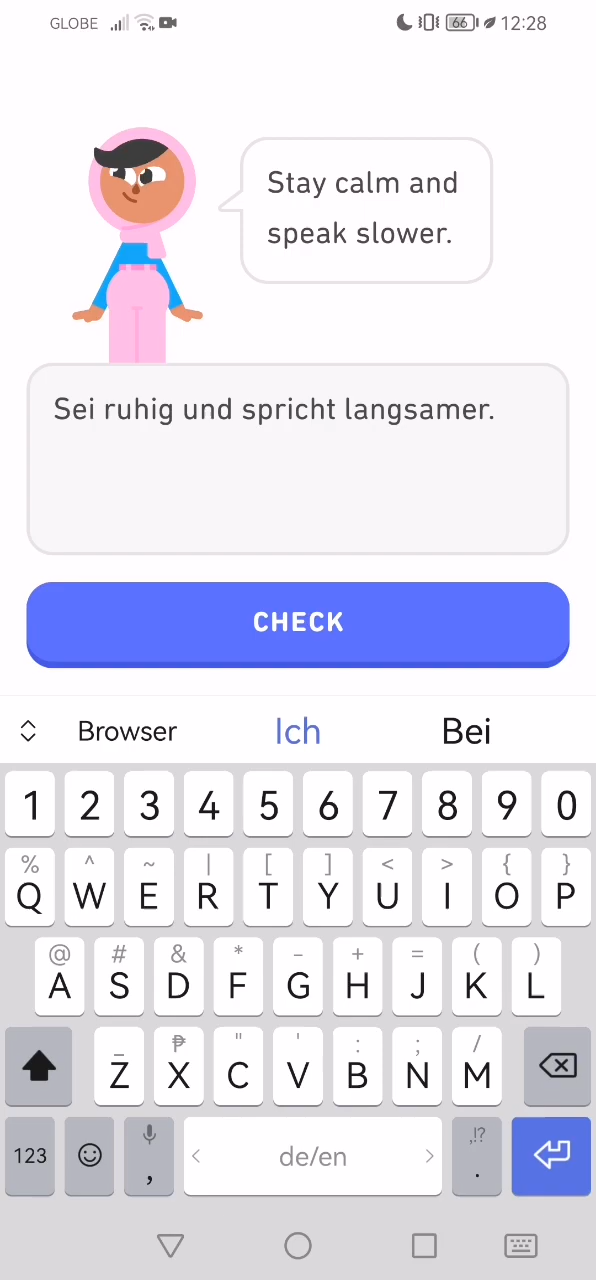 GLOBE 66 12:28
Stay calm and
speak slower.
Sei ruhig und spricht langsamer.
CHECK
Browser Ich Bei
1 2 3 4 5 6 7 8 9 0
% ^ ~ | [ ] < > { }
Q W E R T Y U I O P
@ # & * - + = ( )
A S D F G H J K L
_ ₱ " ' : ; /
Z X C V B N M
123 , < de/en > ,!? .